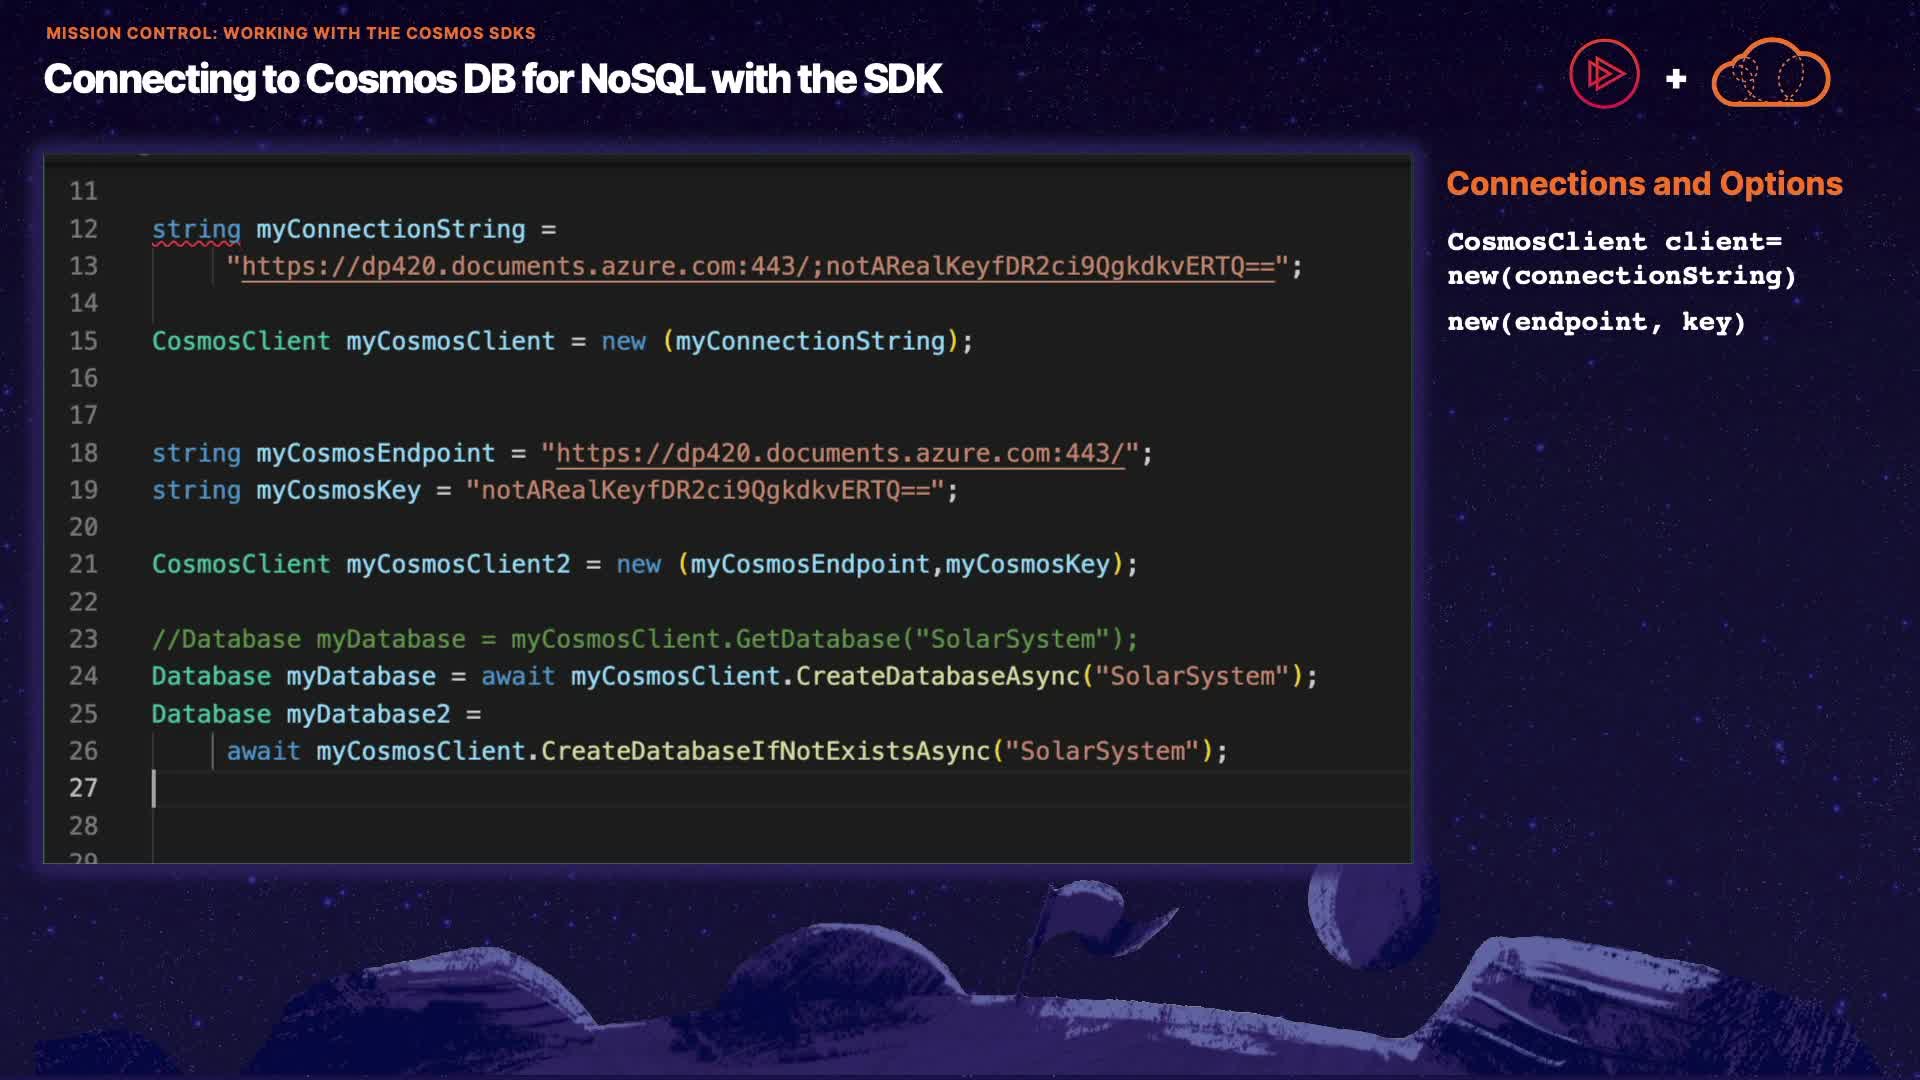 MISSION CONTROL: WORKING WITH THE COSMOS SDKS
Connecting to Cosmos DB for NoSQL with the SDK
11
12 string myConnectionString =
13 "https://dp420.documents.azure.com:443/;notARealKeyfDR2ci9QgkdkvERTQ==";
14
15 CosmosClient myCosmosClient = new (myConnectionString);
16
17
18 string myCosmosEndpoint = "https://dp420.documents.azure.com:443/";
19 string myCosmosKey = "notARealKeyfDR2ci9QgkdkvERTQ==";
20
21 CosmosClient myCosmosClient2 = new (myCosmosEndpoint,myCosmosKey);
22
23 //Database myDatabase = myCosmosClient.GetDatabase("SolarSystem");
24 Database myDatabase = await myCosmosClient.CreateDatabaseAsync("SolarSystem");
25 Database myDatabase2 =
26 await myCosmosClient.CreateDatabaseIfNotExistsAsync("SolarSystem");
27
28
29
Connections and Options
CosmosClient client=
new(connectionString)
new(endpoint, key)